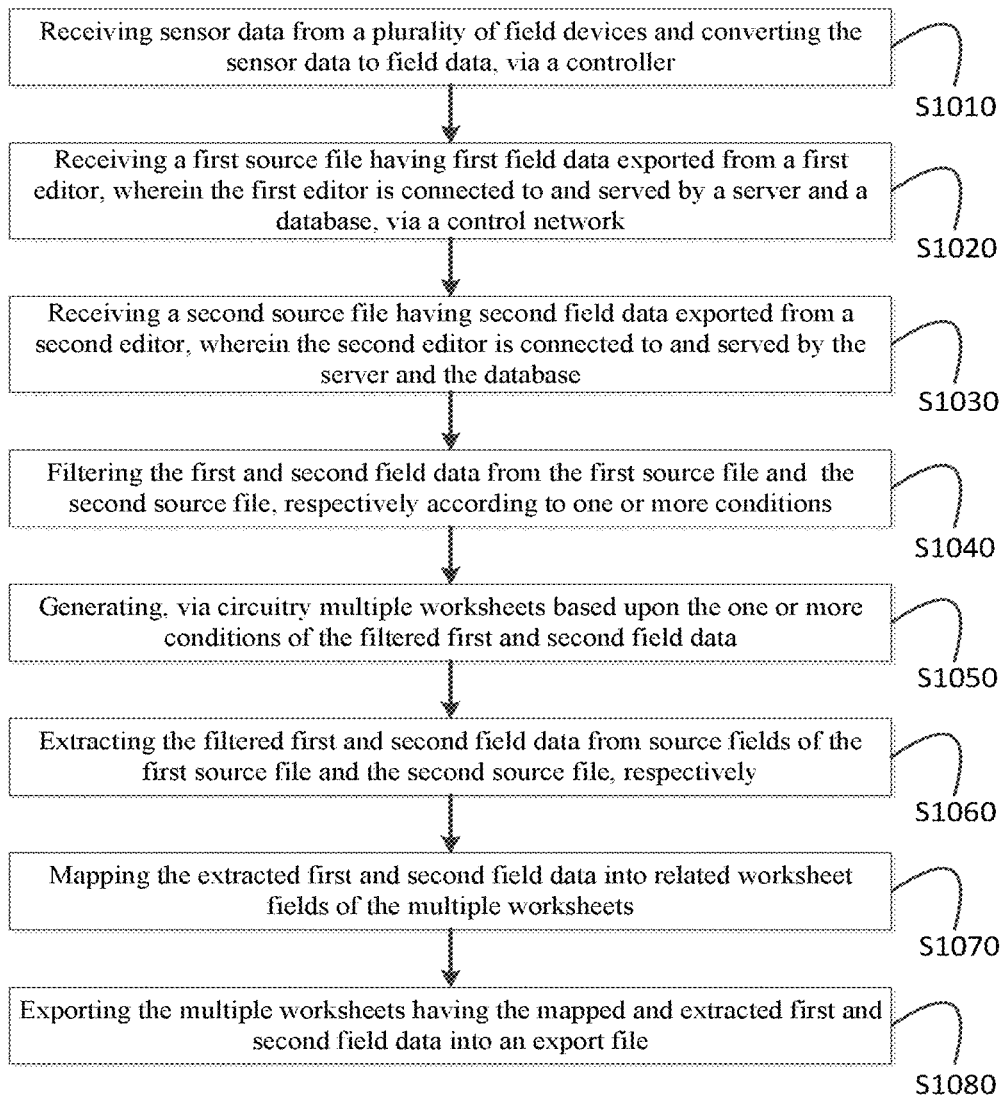 Receiving sensor data from a plurality of field devices and converting the
sensor data to field data, via a controller
S1010
Receiving a first source file having first field data exported from a first
editor, wherein the first editor is connected to and served by a server and a
database, via a control network
S1020
Receiving a second source file having second field data exported from a
second editor, wherein the second editor is connected to and served by the
server and the database
S1030
Filtering the first and second field data from the first source file and the
second source file, respectively according to one or more conditions
S1040
Generating, via circuitry multiple worksheets based upon the one or more
conditions of the filtered first and second field data
S1050
Extracting the filtered first and second field data from source fields of the
first source file and the second source file, respectively
S1060
Mapping the extracted first and second field data into related worksheet
fields of the multiple worksheets
S1070
Exporting the multiple worksheets having the mapped and extracted first and
second field data into an export file
S1080